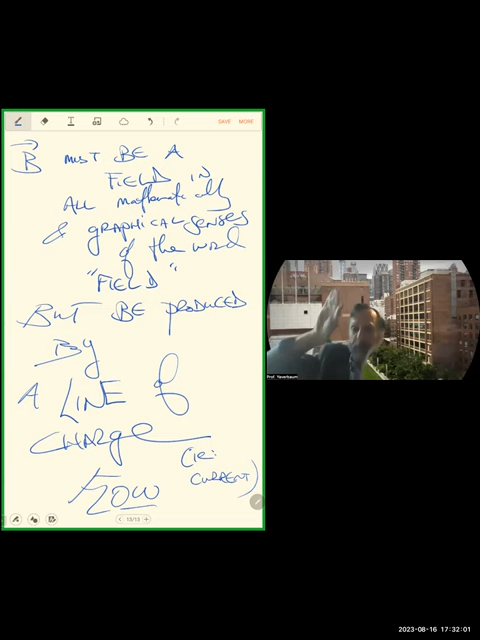 SAVE MORE
B MUST BE A
FIELD IN
ALL mathematically
& GRAPHICAL SENSES
of the word
"FIELD"
BUT BE PRODUCED
By
A LINE of
CHARGE
(ie:
CURRENT)
FLOW
13/13
Prof. Yaverbaum
2023-08-16 17:32:01